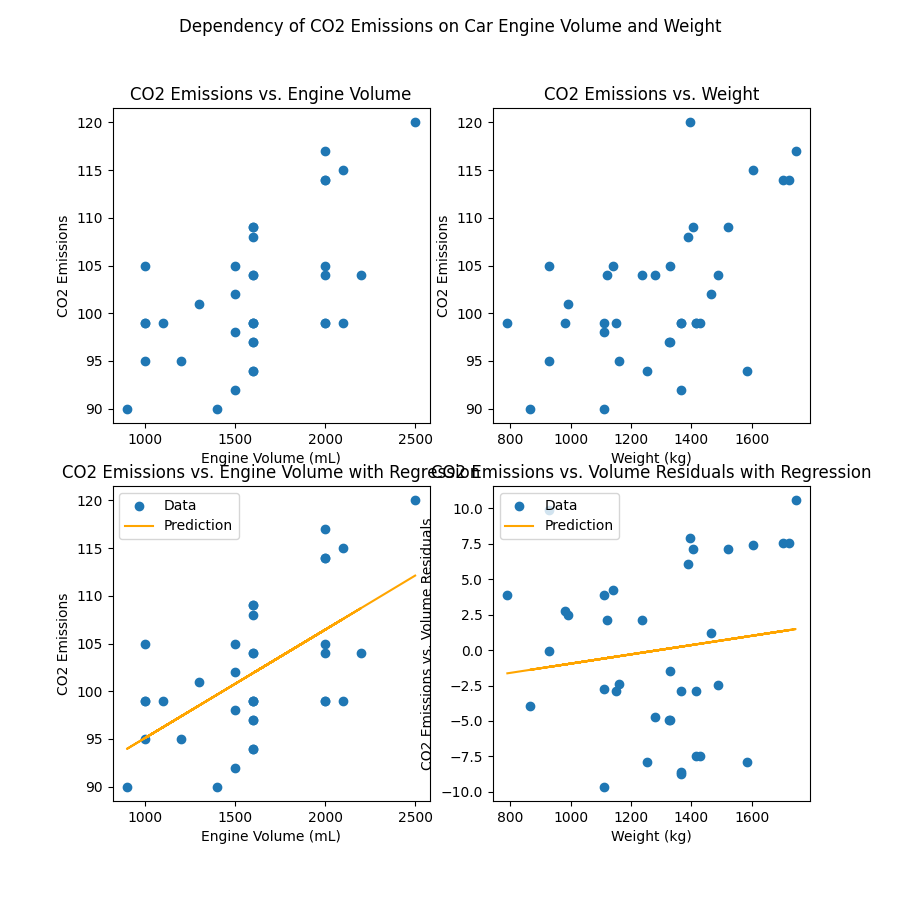 Dependency of CO2 Emissions on Car Engine Volume and Weight
CO2 Emissions vs. Engine Volume
CO2 Emissions
120
115
110
105
100
95
90
1000
1500
2000
2500
Engine Volume (mL)
CO2 Emissions vs. Weight
CO2 Emissions
120
115
110
105
100
95
90
800
1000
1200
1400
1600
Weight (kg)
CO2 Emissions vs. Engine Volume with Regression
Data
Prediction
CO2 Emissions
120
115
110
105
100
95
90
1000
1500
2000
2500
Engine Volume (mL)
CO2 Emissions vs. Volume Residuals with Regression
Data
Prediction
CO2 Emissions vs. Volume Residuals
10.0
7.5
5.0
2.5
0.0
−2.5
−5.0
−7.5
−10.0
800
1000
1200
1400
1600
Weight (kg)